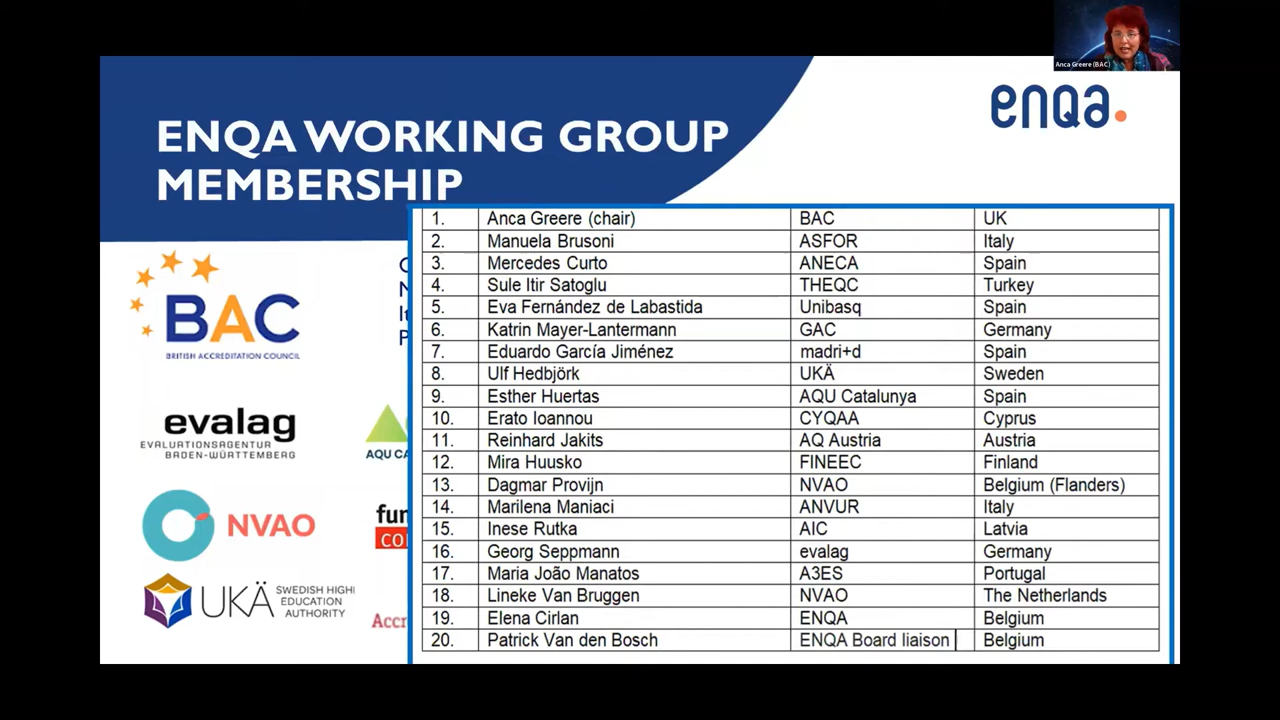 Anca Greere (BAC)
enqa.
ENQA WORKING GROUP
MEMBERSHIP
1. Anca Greere (chair) BAC UK
2. Manuela Brusoni ASFOR Italy
3. Mercedes Curto ANECA Spain
4. Sule Itir Satoglu THEQC Turkey
5. Eva Fernández de Labastida Unibasq Spain
6. Katrin Mayer-Lantermann GAC Germany
7. Eduardo García Jiménez madri+d Spain
8. Ulf Hedbjörk UKÄ Sweden
9. Esther Huertas AQU Catalunya Spain
10. Erato Ioannou CYQAA Cyprus
11. Reinhard Jakits AQ Austria Austria
12. Mira Huusko FINEEC Finland
13. Dagmar Provijn NVAO Belgium (Flanders)
14. Marilena Maniaci ANVUR Italy
15. Inese Rutka AIC Latvia
16. Georg Seppmann evalag Germany
17. Maria João Manatos A3ES Portugal
18. Lineke Van Bruggen NVAO The Netherlands
19. Elena Cirlan ENQA Belgium
20. Patrick Van den Bosch ENQA Board liaison Belgium
BAC
BRITISH ACCREDITATION COUNCIL
evalag
EVALUATIONSAGENTUR
BADEN-WÜRTTEMBERG
AQU CA
NVAO
fun
CO
UKÄ
SWEDISH HIGH
EDUCATION
AUTHORITY
Accr